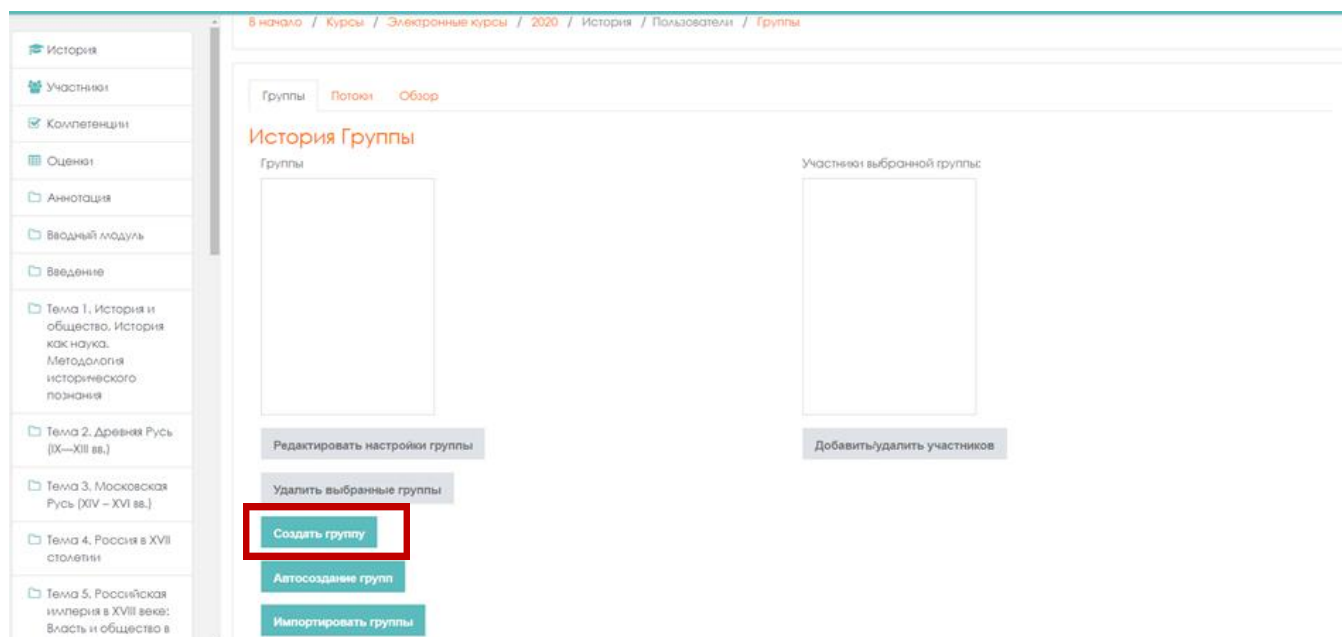 В начало / Курсы / Электронные курсы / 2020 / История / Пользователи / Группы
История
Участники
Компетенции
Оценки
Аннотация
Вводный модуль
Введение
Тема 1. История и
общество. История
как наука.
Методология
исторического
познания
Тема 2. Древняя Русь
(IX—XIII вв.)
Тема 3. Московская
Русь (XIV – XVI вв.)
Тема 4. Россия в XVII
столетии
Тема 5. Российская
империя в XVIII веке:
Власть и общество в
Группы Потоки Обзор
История Группы
Группы
Редактировать настройки группы
Удалить выбранные группы
Создать группу
Автосоздание групп
Импортировать группы
Участники выбранной группы:
Добавить/удалить участников